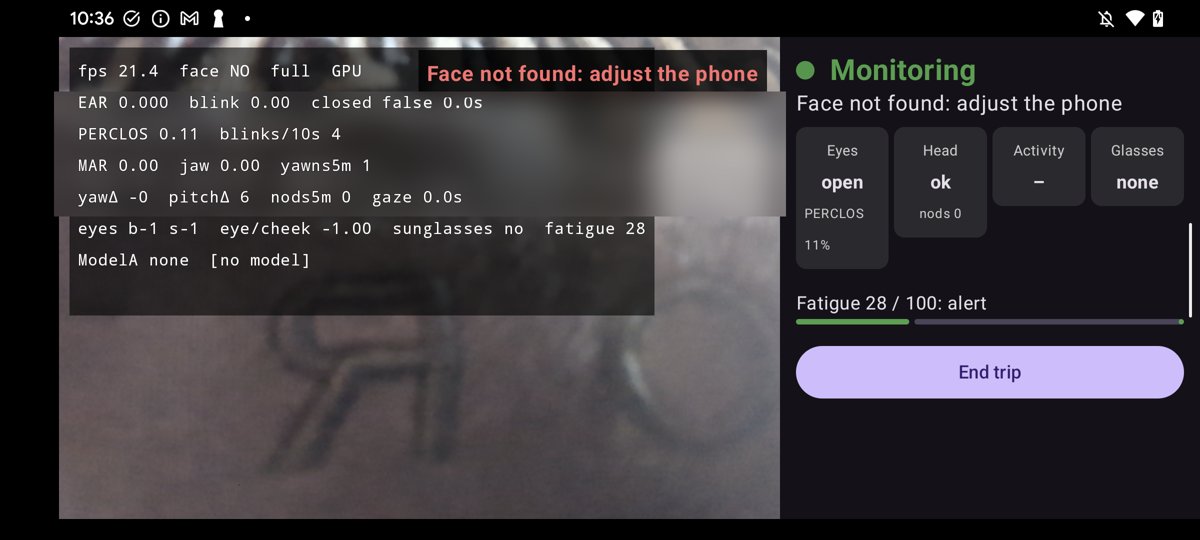 10:36
fps 21.4 face NO full GPU
Face not found: adjust the phone
EAR 0.000 blink 0.00 closed false 0.0s
PERCLOS 0.11 blinks/10s 4
MAR 0.00 jaw 0.00 yawns5m 1
yawΔ -0 pitchΔ 6 nods5m 0 gaze 0.0s
eyes b-1 s-1 eye/cheek -1.00 sunglasses no fatigue 28
ModelA none [no model]
Monitoring
Face not found: adjust the phone
Eyes
open
PERCLOS
11%
Head
ok
nods 0
Activity
–
Glasses
none
Fatigue 28 / 100: alert
End trip